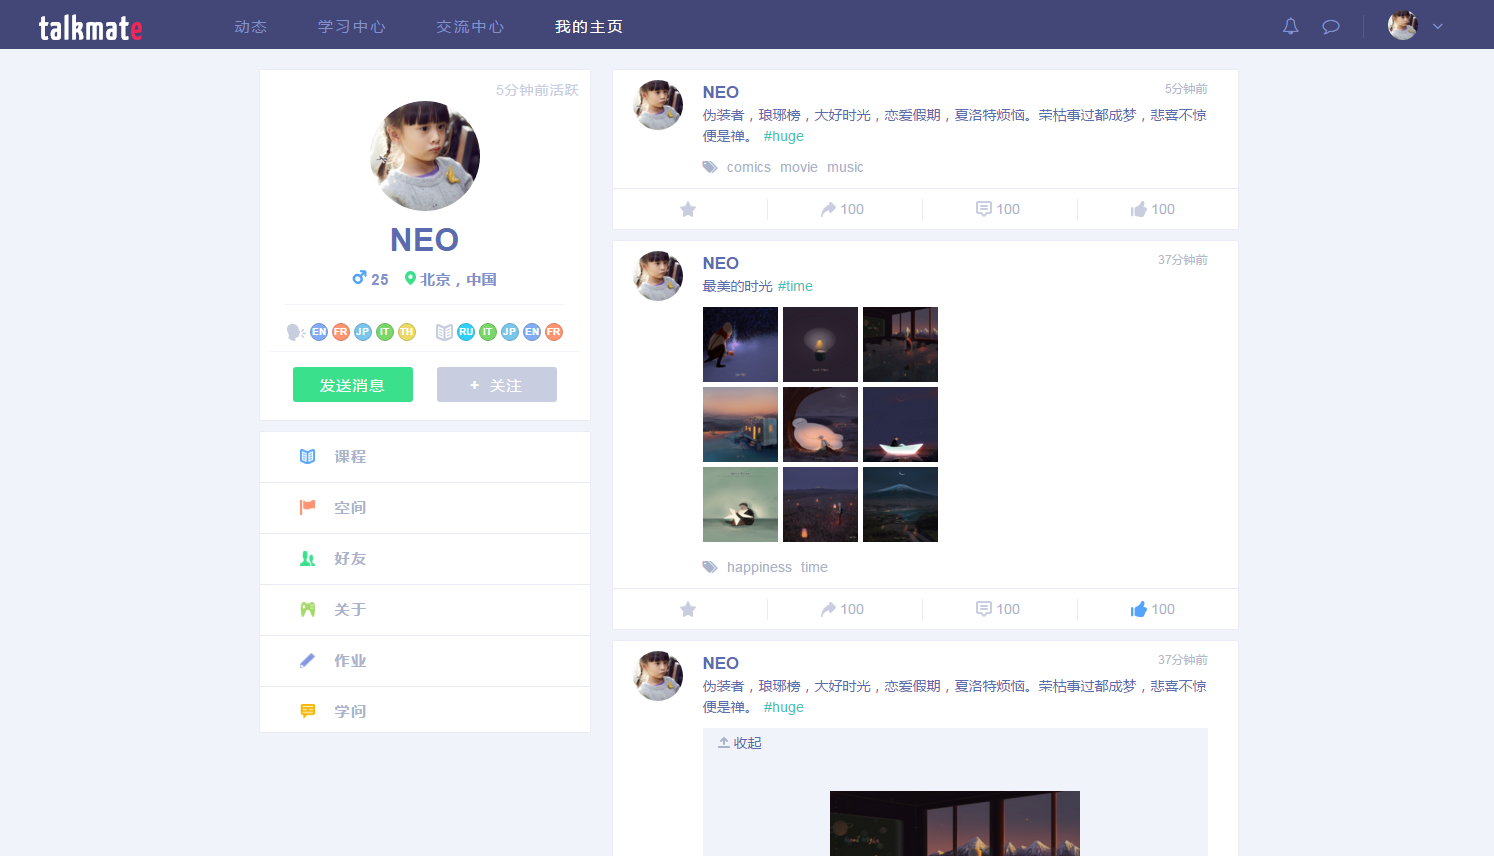 talkmate 动态 学习中心 交流中心 我的主页
5分钟前活跃
NEO
25 北京，中国
EN FR JP IT TH RU IT JP EN FR
发送消息 + 关注
课程
空间
好友
关于
作业
学问
NEO 5分钟前
伪装者，琅琊榜，大好时光，恋爱假期，夏洛特烦恼。荣枯事过都成梦，悲喜不惊
便是禅。 #huge
comics movie music
100 100 100
NEO 37分钟前
最美的时光 #time
happiness time
100 100 100
NEO 37分钟前
伪装者，琅琊榜，大好时光，恋爱假期，夏洛特烦恼。荣枯事过都成梦，悲喜不惊
便是禅。 #huge
收起